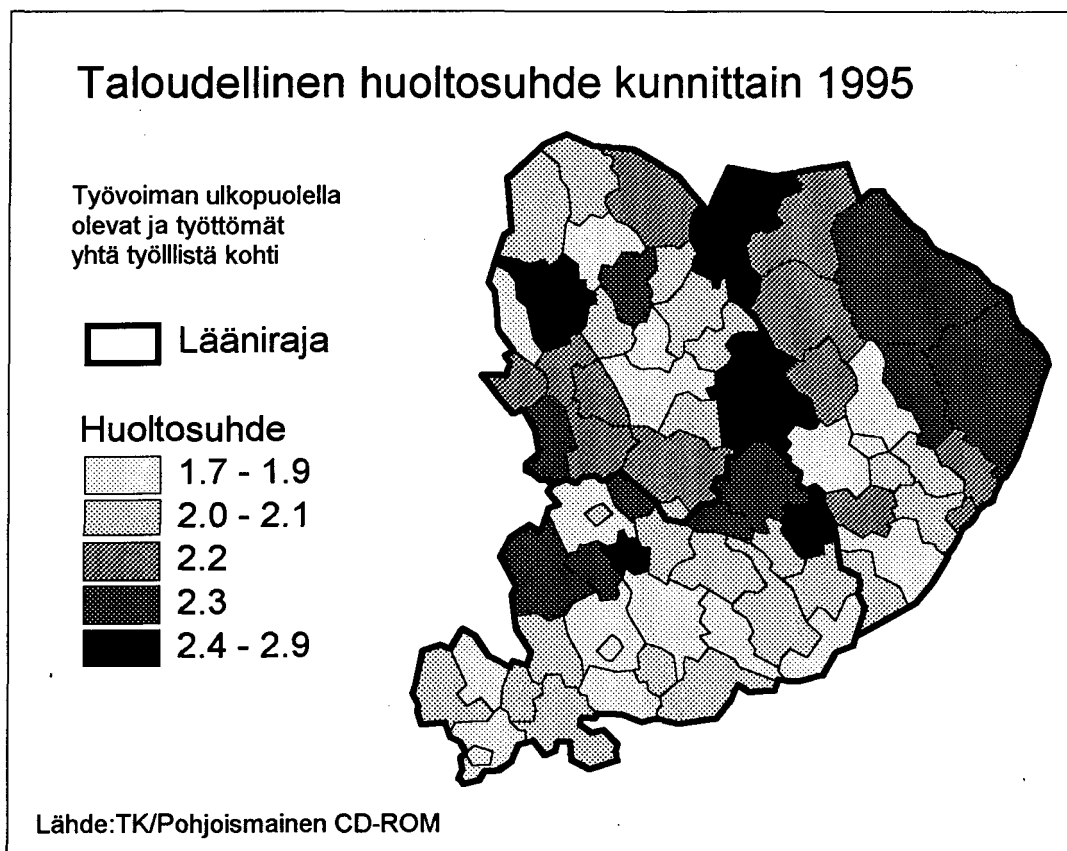 Taloudellinen huoltosuhde kunnittain 1995
Työvoiman ulkopuolella
olevat ja työttömät
yhtä työlllistä kohti
Lääniraja
Huoltosuhde
1.7 - 1.9
2.0 - 2.1
2.2
2.3
2.4 - 2.9
Lähde:TK/Pohjoismainen CD-ROM